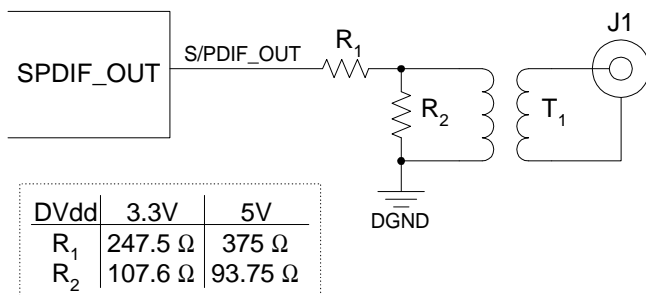 J1
R1
S/PDIF_OUT
SPDIF_OUT
R2
T1
DGND
DVdd 3.3V 5V
R1 247.5 Ω 375 Ω
R2 107.6 Ω 93.75 Ω